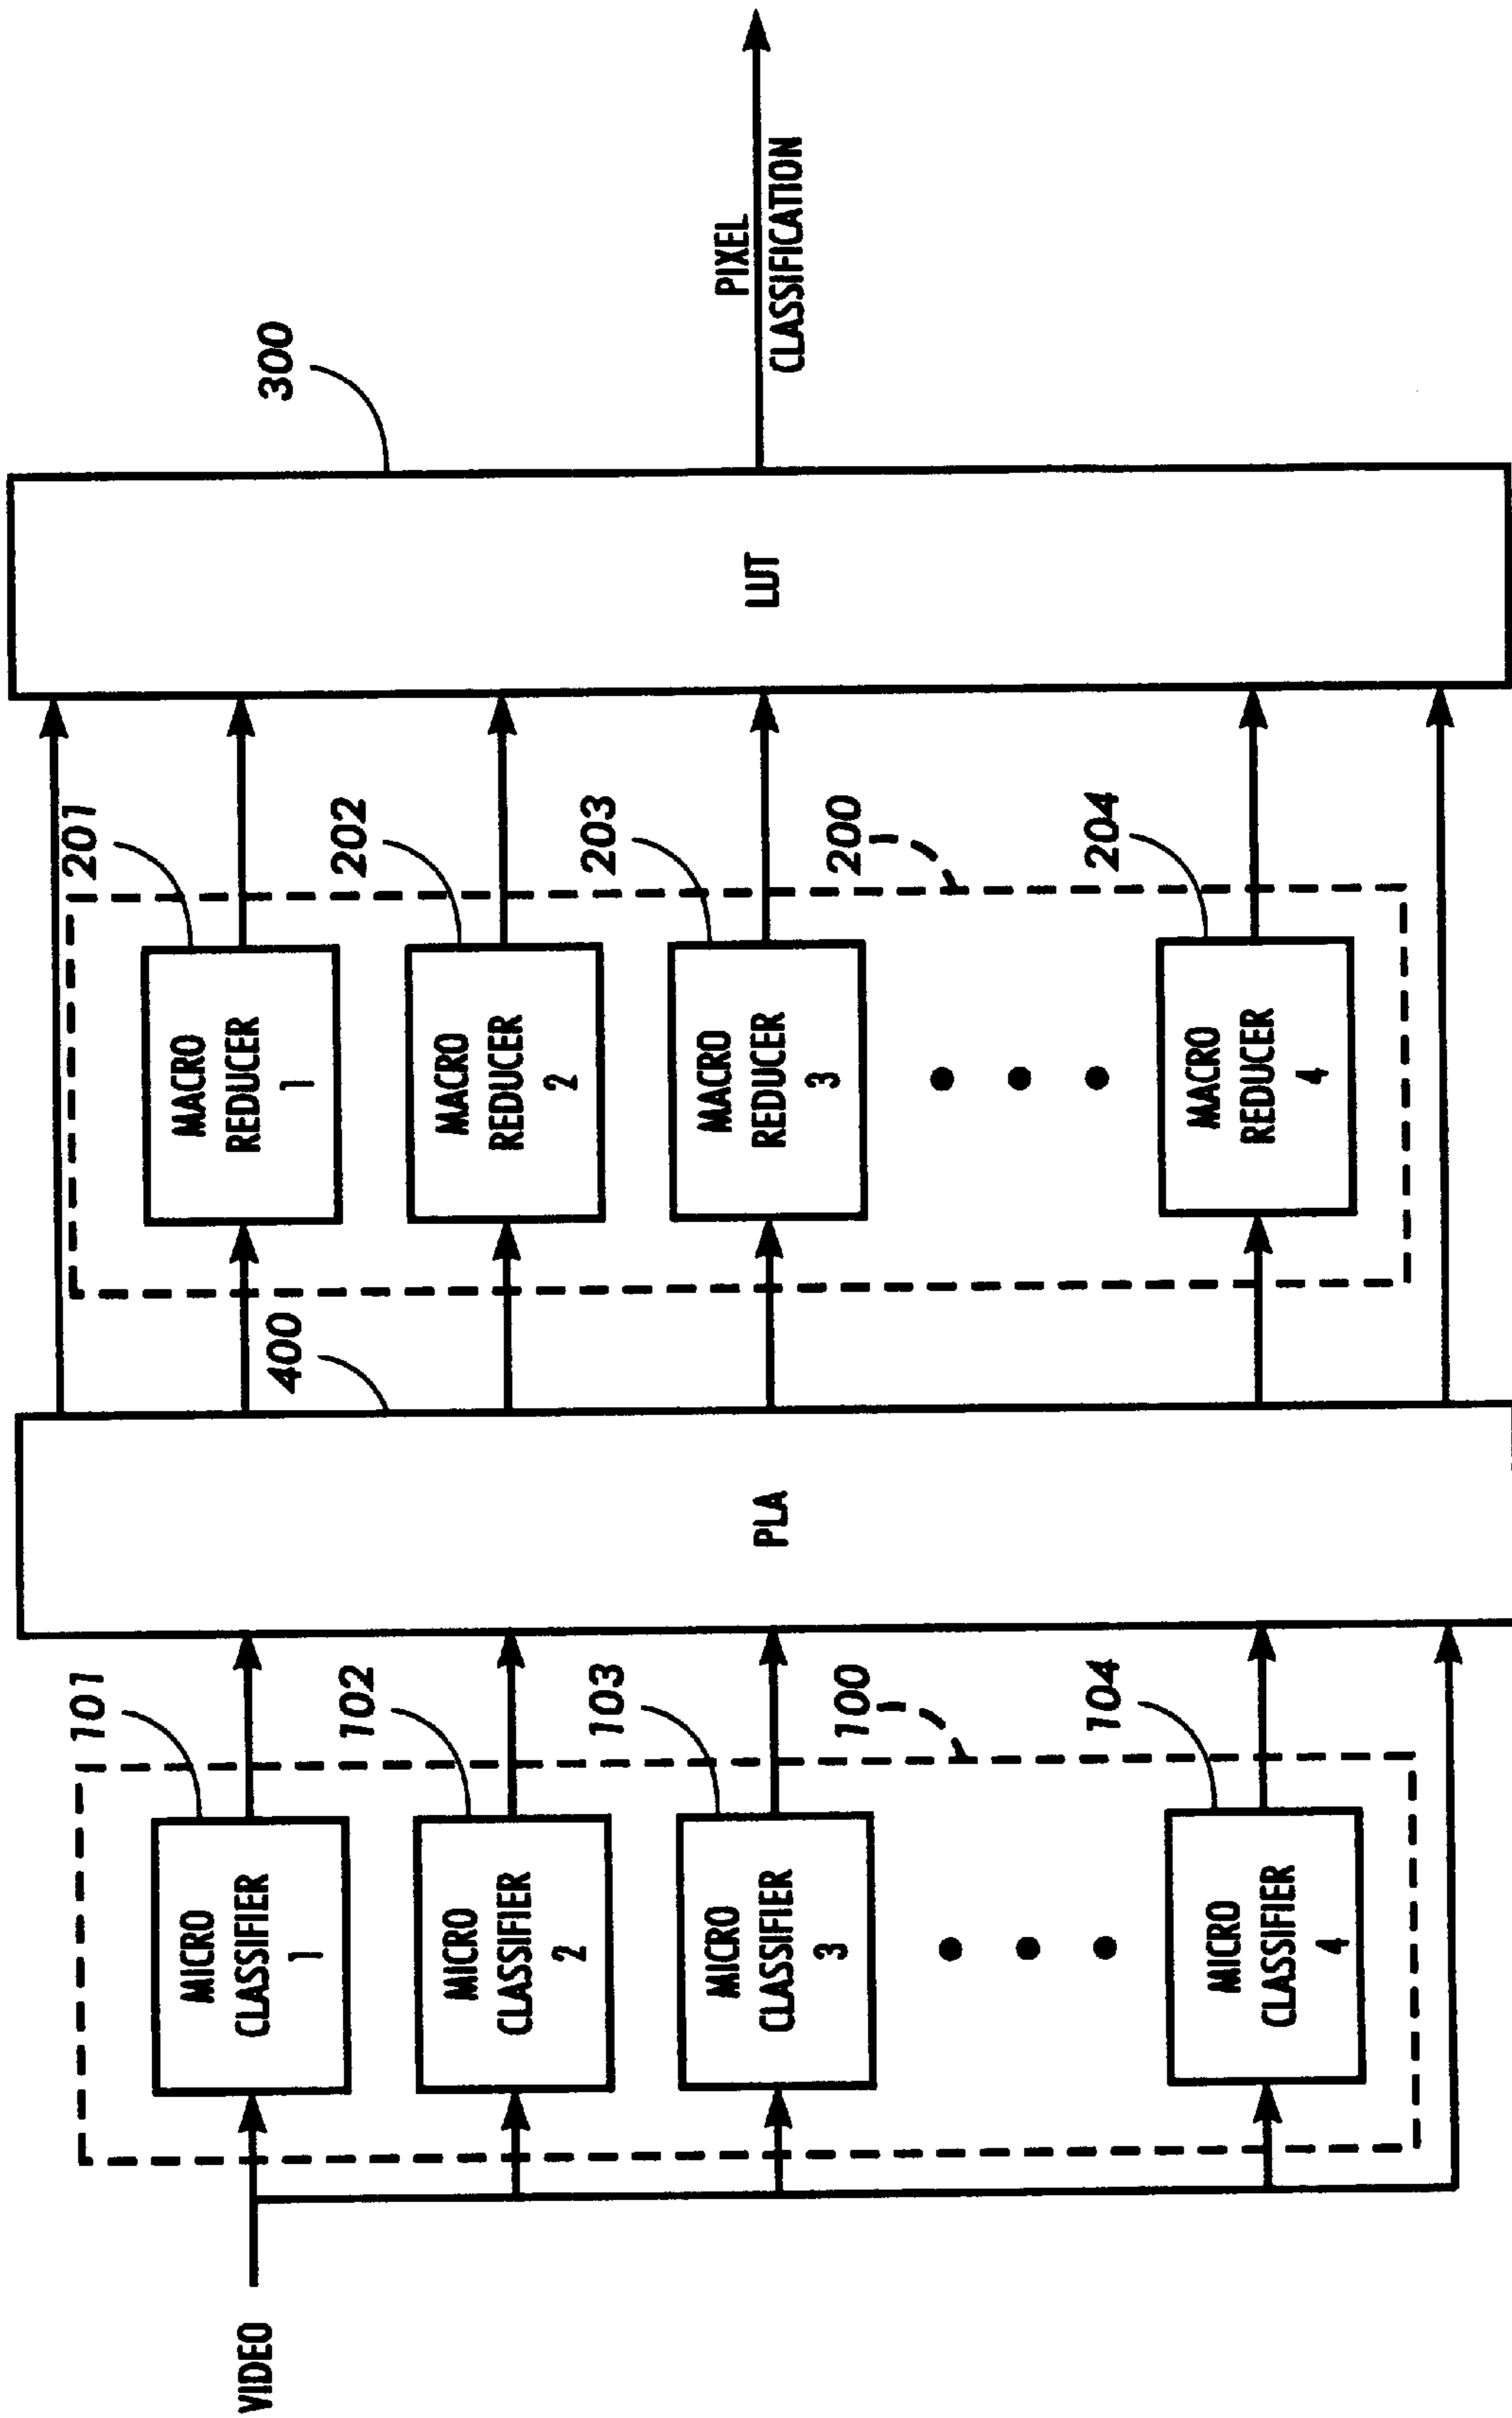 VIDEO
100
MICRO
CLASSIFIER
1
101
MICRO
CLASSIFIER
2
102
MICRO
CLASSIFIER
3
103
MICRO
CLASSIFIER
4
104
PLA
400
200
MACRO
REDUCER
1
201
MACRO
REDUCER
2
202
MACRO
REDUCER
3
203
MACRO
REDUCER
4
204
LUT
300
PIXEL
CLASSIFICATION